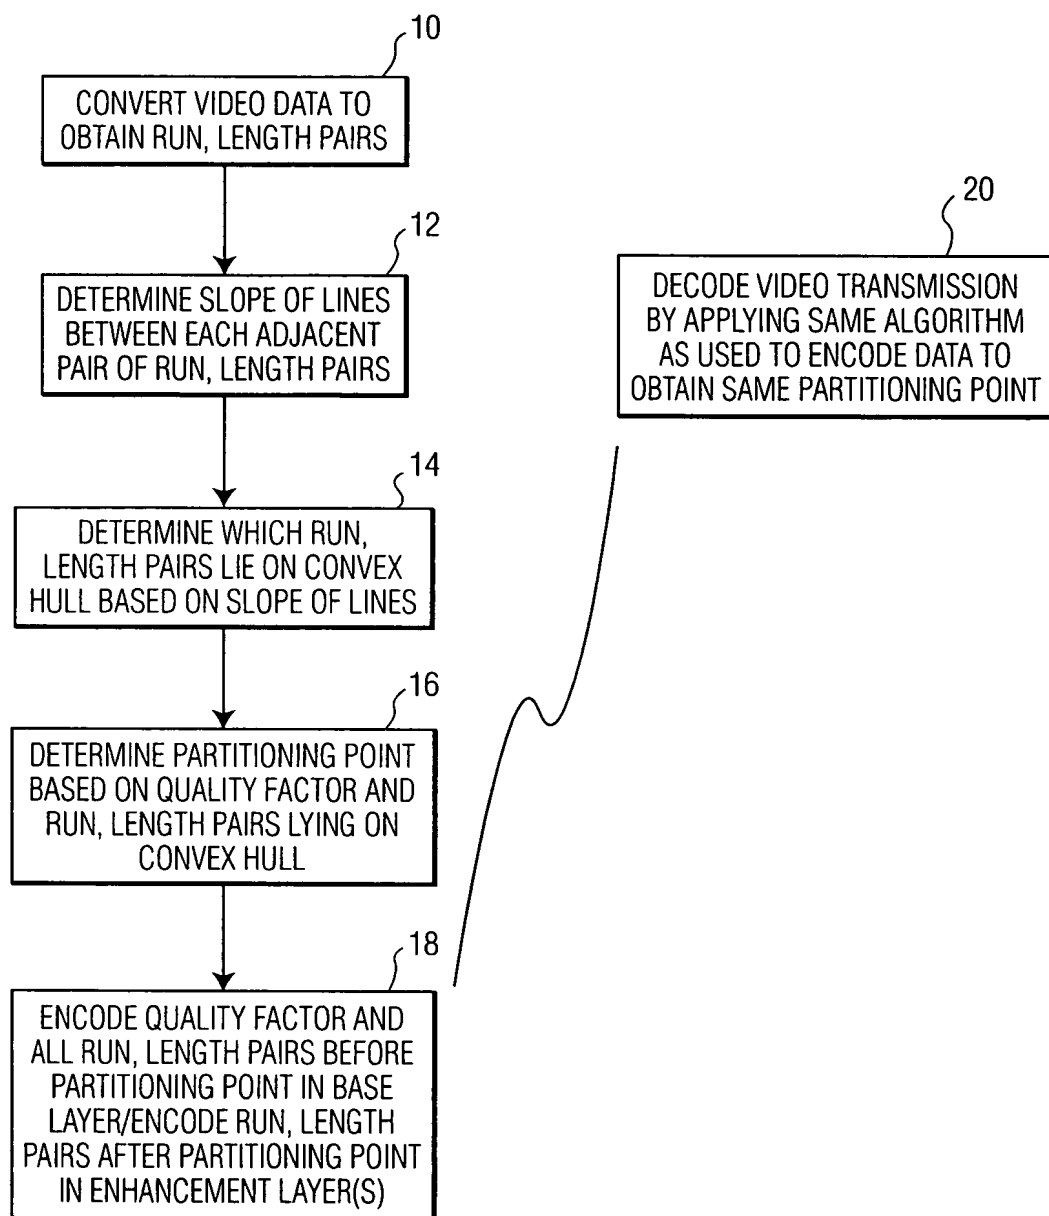 10
CONVERT VIDEO DATA TO
OBTAIN RUN, LENGTH PAIRS
12
DETERMINE SLOPE OF LINES
BETWEEN EACH ADJACENT
PAIR OF RUN, LENGTH PAIRS
14
DETERMINE WHICH RUN,
LENGTH PAIRS LIE ON CONVEX
HULL BASED ON SLOPE OF LINES
16
DETERMINE PARTITIONING POINT
BASED ON QUALITY FACTOR AND
RUN, LENGTH PAIRS LYING ON
CONVEX HULL
18
ENCODE QUALITY FACTOR AND
ALL RUN, LENGTH PAIRS BEFORE
PARTITIONING POINT IN BASE
LAYER/ENCODE RUN, LENGTH
PAIRS AFTER PARTITIONING POINT
IN ENHANCEMENT LAYER(S)
20
DECODE VIDEO TRANSMISSION
BY APPLYING SAME ALGORITHM
AS USED TO ENCODE DATA TO
OBTAIN SAME PARTITIONING POINT